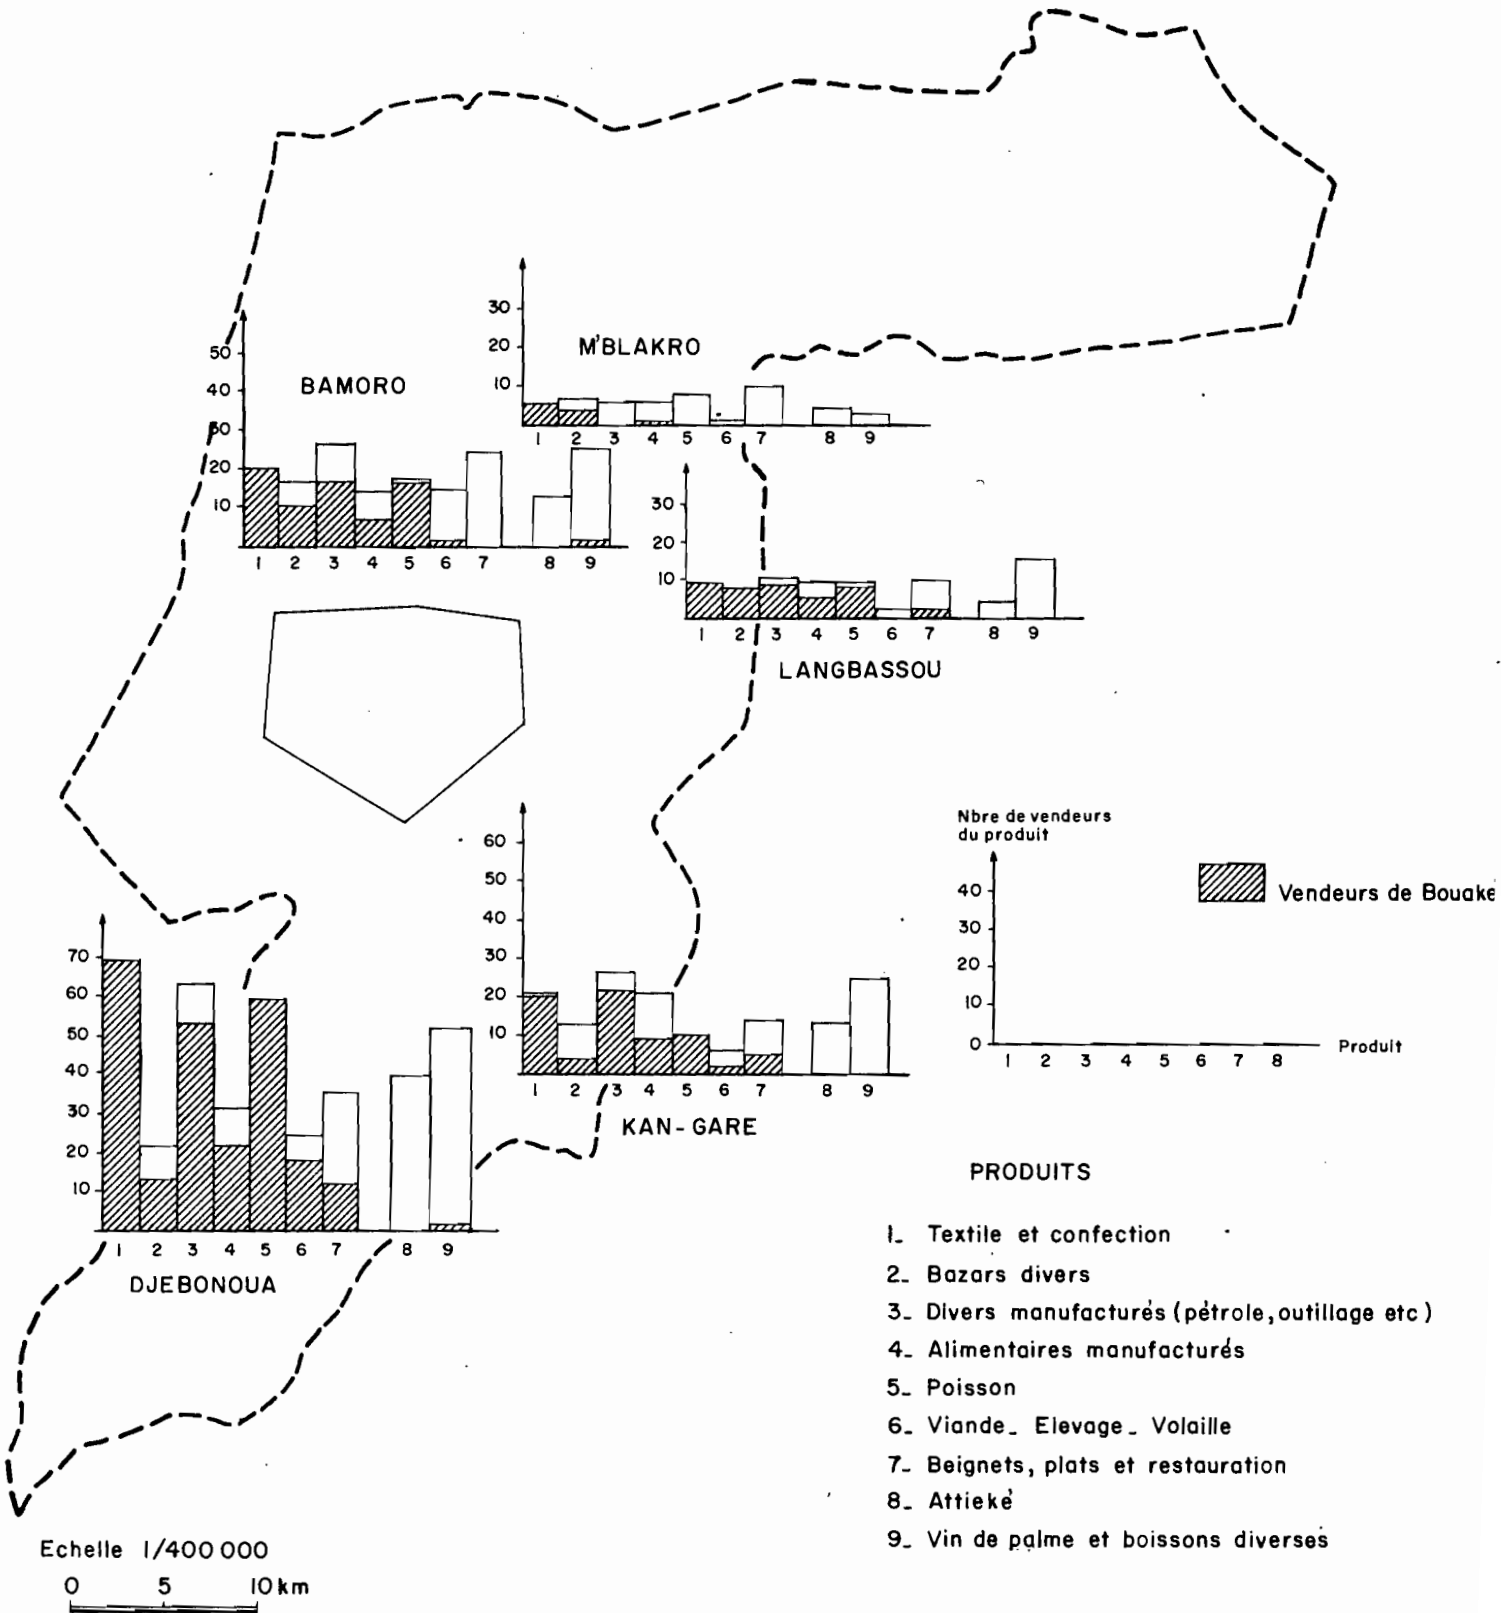 30
20
10
M'BLAKRO
1 2 3 4 5 6 7 8 9
50
40
30
20
10
BAMORO
1 2 3 4 5 6 7 8 9
30
20
10
1 2 3 4 5 6 7 8 9
LANGBASSOU
60
50
40
30
20
10
1 2 3 4 5 6 7 8 9
KAN-GARE
Nbre de vendeurs
du produit
40
30
20
10
0
1 2 3 4 5 6 7 8
Produit
Vendeurs de Bouake
70
60
50
40
30
20
10
1 2 3 4 5 6 7 8 9
DJEBONOUA
PRODUITS
1_ Textile et confection
2_ Bazars divers
3_ Divers manufacturés (pétrole, outillage etc)
4_ Alimentaires manufacturés
5_ Poisson
6_ Viande_ Elevage_ Volaille
7_ Beignets, plats et restauration
8_ Attieké
9_ Vin de palme et boissons diverses
Echelle 1/400 000
0 5 10 km